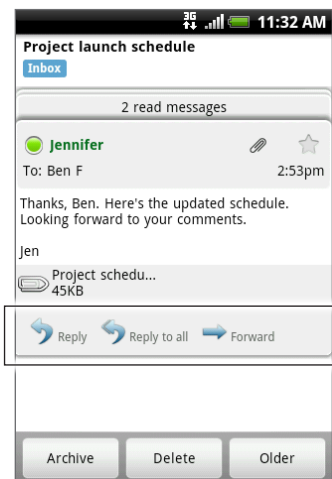 3G 11:32 AM
Project launch schedule
Inbox
2 read messages
Jennifer
To: Ben F 2:53pm
Thanks, Ben. Here's the updated schedule.
Looking forward to your comments.
Jen
Project schedu...
45KB
Reply Reply to all Forward
Archive Delete Older